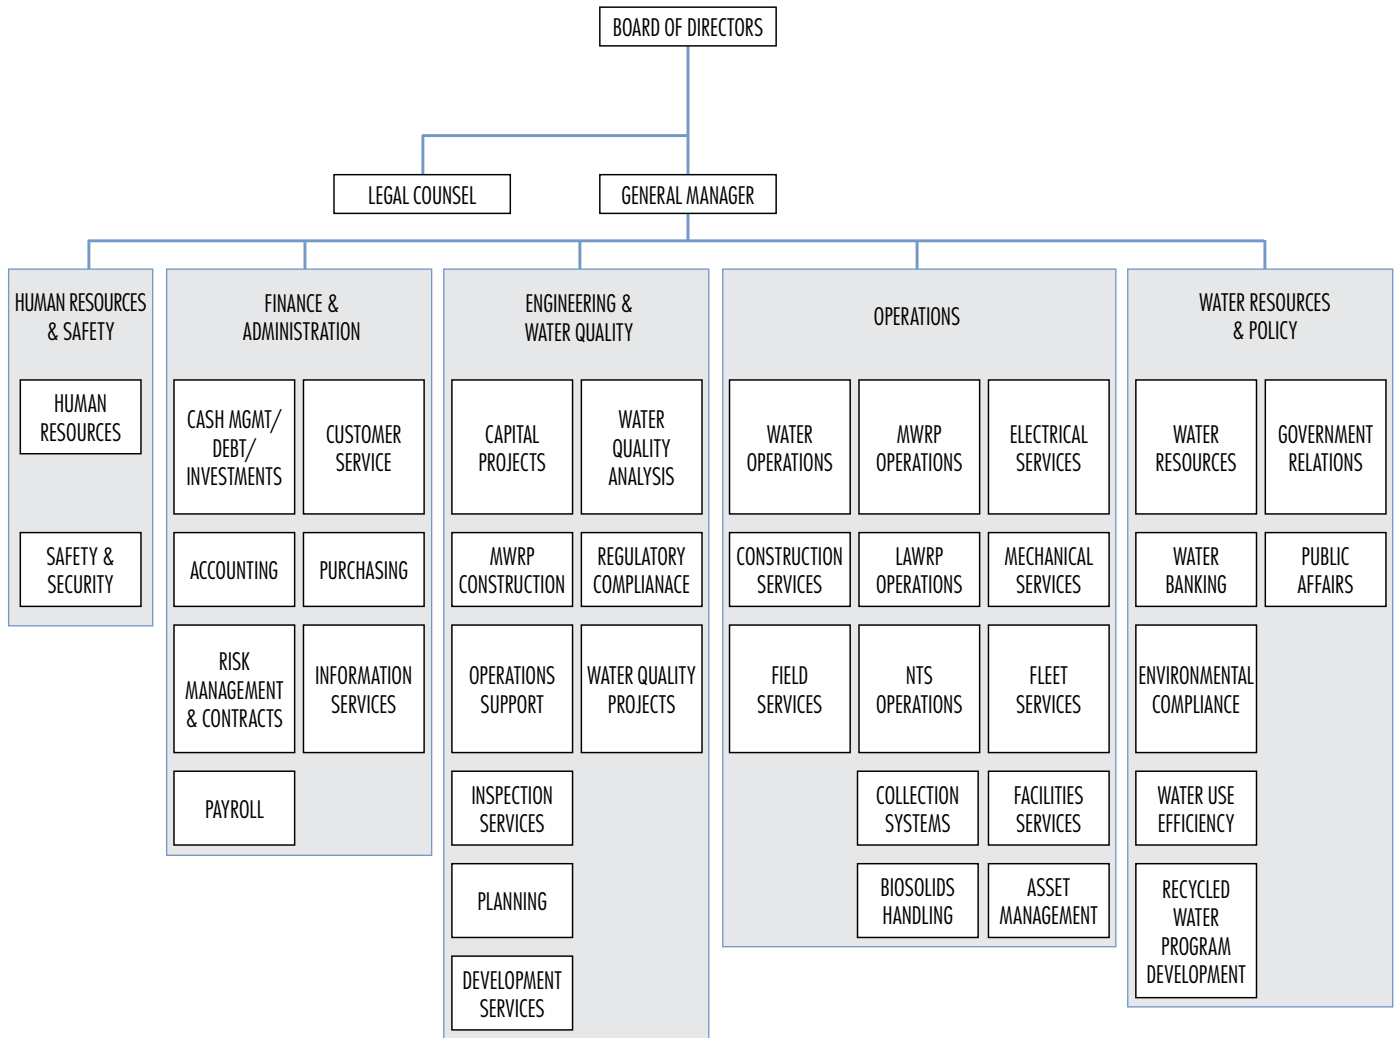 BOARD OF DIRECTORS
LEGAL COUNSEL
GENERAL MANAGER
HUMAN RESOURCES
& SAFETY
HUMAN
RESOURCES
SAFETY &
SECURITY
FINANCE &
ADMINISTRATION
CASH MGMT/
DEBT/
INVESTMENTS
CUSTOMER
SERVICE
ACCOUNTING
PURCHASING
RISK
MANAGEMENT
& CONTRACTS
INFORMATION
SERVICES
PAYROLL
ENGINEERING &
WATER QUALITY
CAPITAL
PROJECTS
WATER
QUALITY
ANALYSIS
MWRP
CONSTRUCTION
REGULATORY
COMPLIANACE
OPERATIONS
SUPPORT
WATER QUALITY
PROJECTS
INSPECTION
SERVICES
PLANNING
DEVELOPMENT
SERVICES
OPERATIONS
WATER
OPERATIONS
MWRP
OPERATIONS
ELECTRICAL
SERVICES
CONSTRUCTION
SERVICES
LAWRP
OPERATIONS
MECHANICAL
SERVICES
FIELD
SERVICES
NTS
OPERATIONS
FLEET
SERVICES
COLLECTION
SYSTEMS
FACILITIES
SERVICES
BIOSOLIDS
HANDLING
ASSET
MANAGEMENT
WATER RESOURCES
& POLICY
WATER
RESOURCES
GOVERNMENT
RELATIONS
WATER
BANKING
PUBLIC
AFFAIRS
ENVIRONMENTAL
COMPLIANCE
WATER USE
EFFICIENCY
RECYCLED
WATER
PROGRAM
DEVELOPMENT